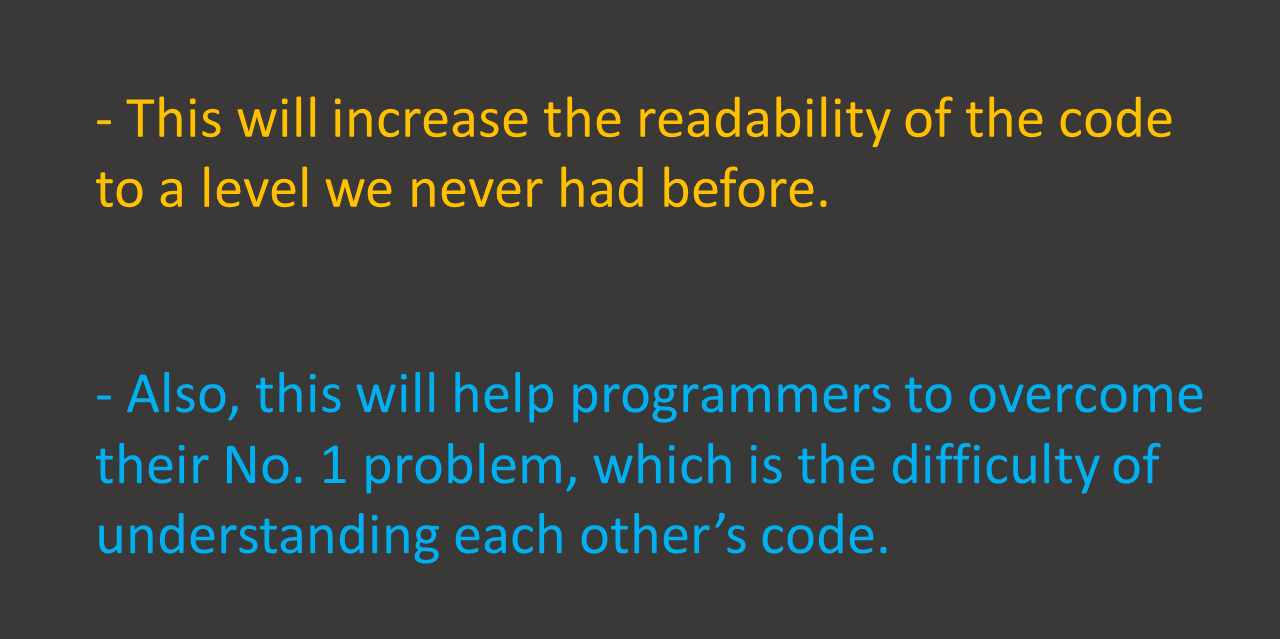 - This will increase the readability of the code
to a level we never had before.
- Also, this will help programmers to overcome
their No. 1 problem, which is the difficulty of
understanding each other’s code.